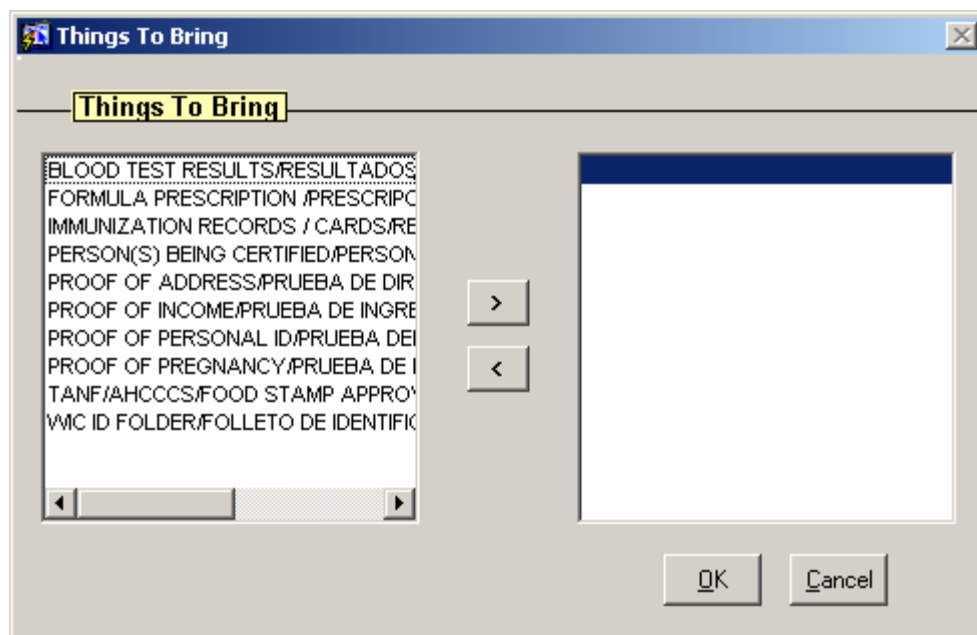 Things To Bring
Things To Bring
BLOOD TEST RESULTS/RESULTADOS
FORMULA PRESCRIPTION /PRESCRIPC
IMMUNIZATION RECORDS / CARDS/RE
PERSON(S) BEING CERTIFIED/PERSON
PROOF OF ADDRESS/PRUEBA DE DIR
PROOF OF INCOME/PRUEBA DE INGRE
PROOF OF PERSONAL ID/PRUEBA DE
PROOF OF PREGNANCY/PRUEBA DE
TANF/AHCCCS/FOOD STAMP APPRO
WIC ID FOLDER/FOLLETO DE IDENTIFIC
>
<
OK
Cancel